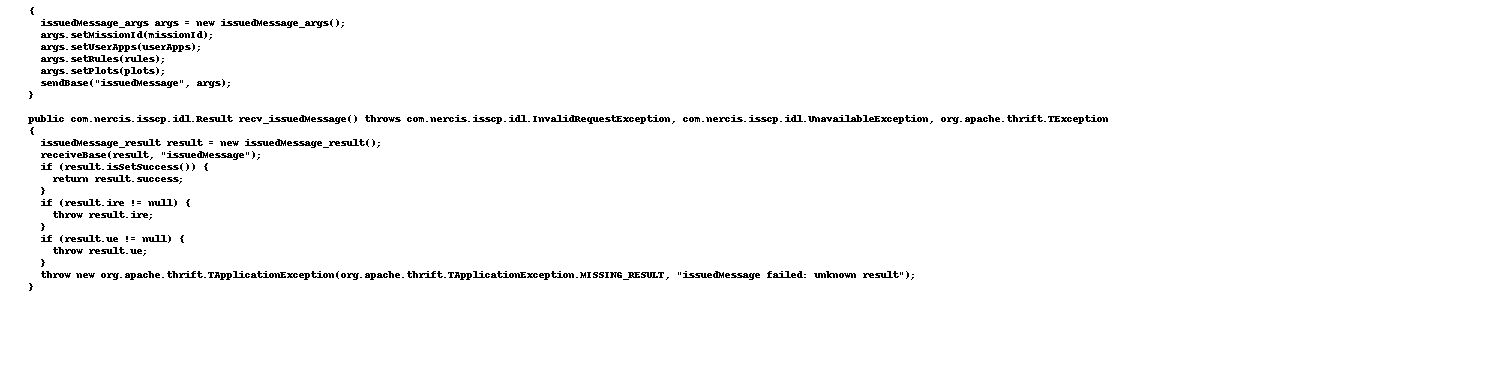 {
issuedMessage_args args = new issuedMessage_args();
args.setMissionId(missionId);
args.setUserApps(userApps);
args.setRules(rules);
args.setPlots(plots);
sendBase("issuedMessage", args);
}
public com.nercis.isscp.idl.Result recv_issuedMessage() throws com.nercis.isscp.idl.InvalidRequestException, com.nercis.isscp.idl.UnavailableException, org.apache.thrift.TException
{
issuedMessage_result result = new issuedMessage_result();
receiveBase(result, "issuedMessage");
if (result.isSetSuccess()) {
return result.success;
}
if (result.ire != null) {
throw result.ire;
}
if (result.ue != null) {
throw result.ue;
}
throw new org.apache.thrift.TApplicationException(org.apache.thrift.TApplicationException.MISSING_RESULT, "issuedMessage failed: unknown result");
}